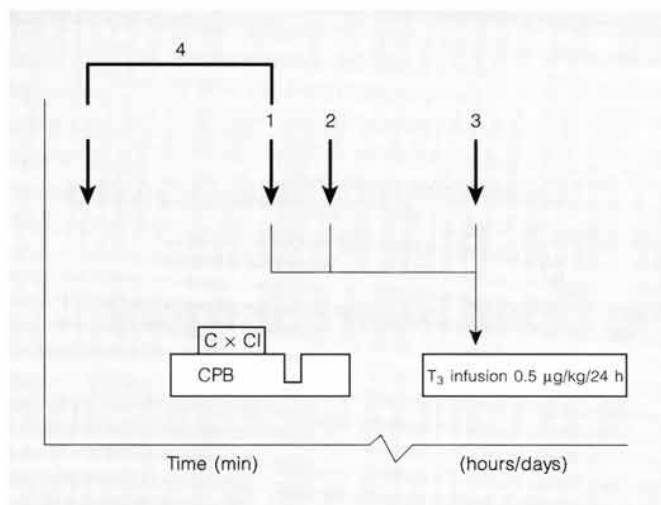 4
1 2 3
C × Cl
CPB
T₃ infusion 0.5 μg/kg/24 h
Time (min) (hours/days)